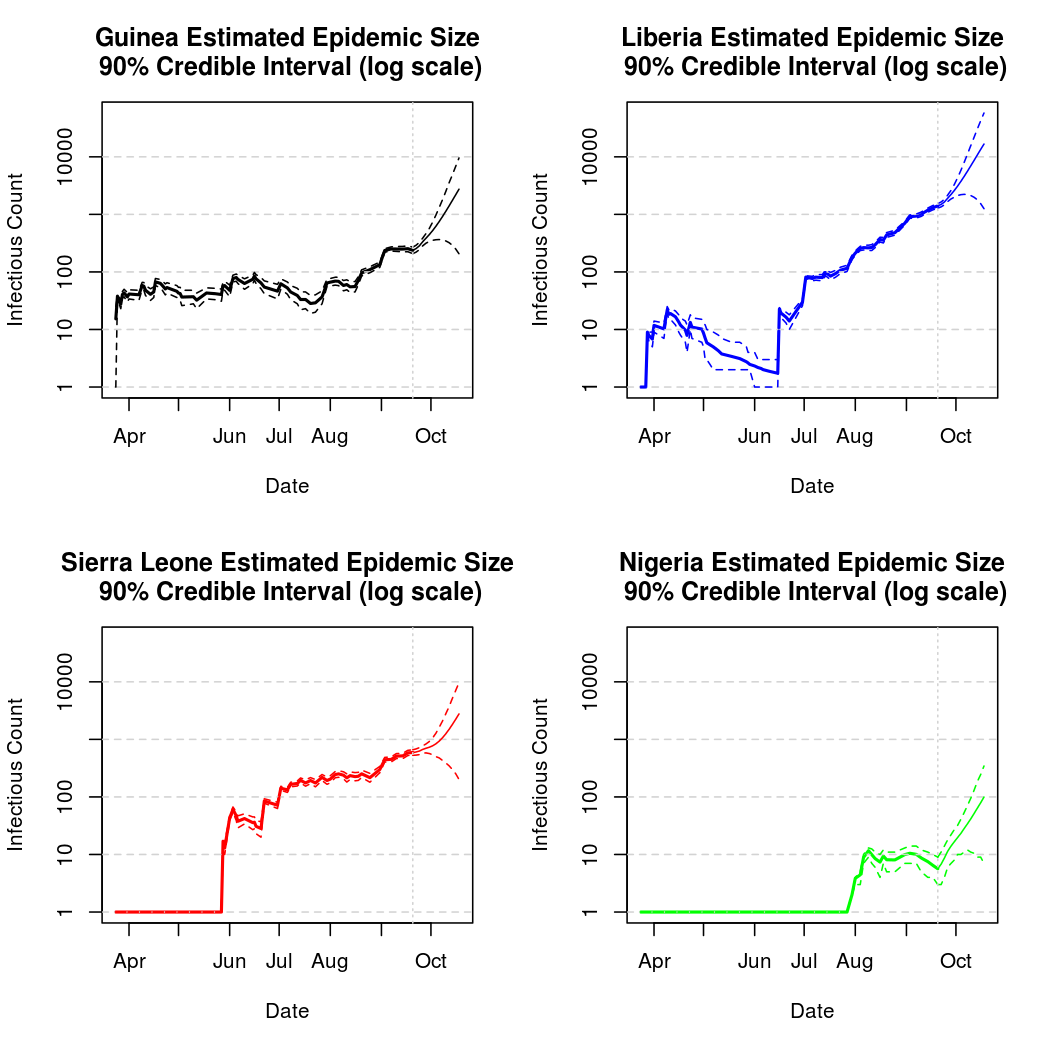 Guinea Estimated Epidemic Size
90% Credible Interval (log scale)
Infectious Count
10000
100
10
1
Apr Jun Jul Aug Oct
Date
Liberia Estimated Epidemic Size
90% Credible Interval (log scale)
Infectious Count
10000
100
10
1
Apr Jun Jul Aug Oct
Date
Sierra Leone Estimated Epidemic Size
90% Credible Interval (log scale)
Infectious Count
10000
100
10
1
Apr Jun Jul Aug Oct
Date
Nigeria Estimated Epidemic Size
90% Credible Interval (log scale)
Infectious Count
10000
100
10
1
Apr Jun Jul Aug Oct
Date